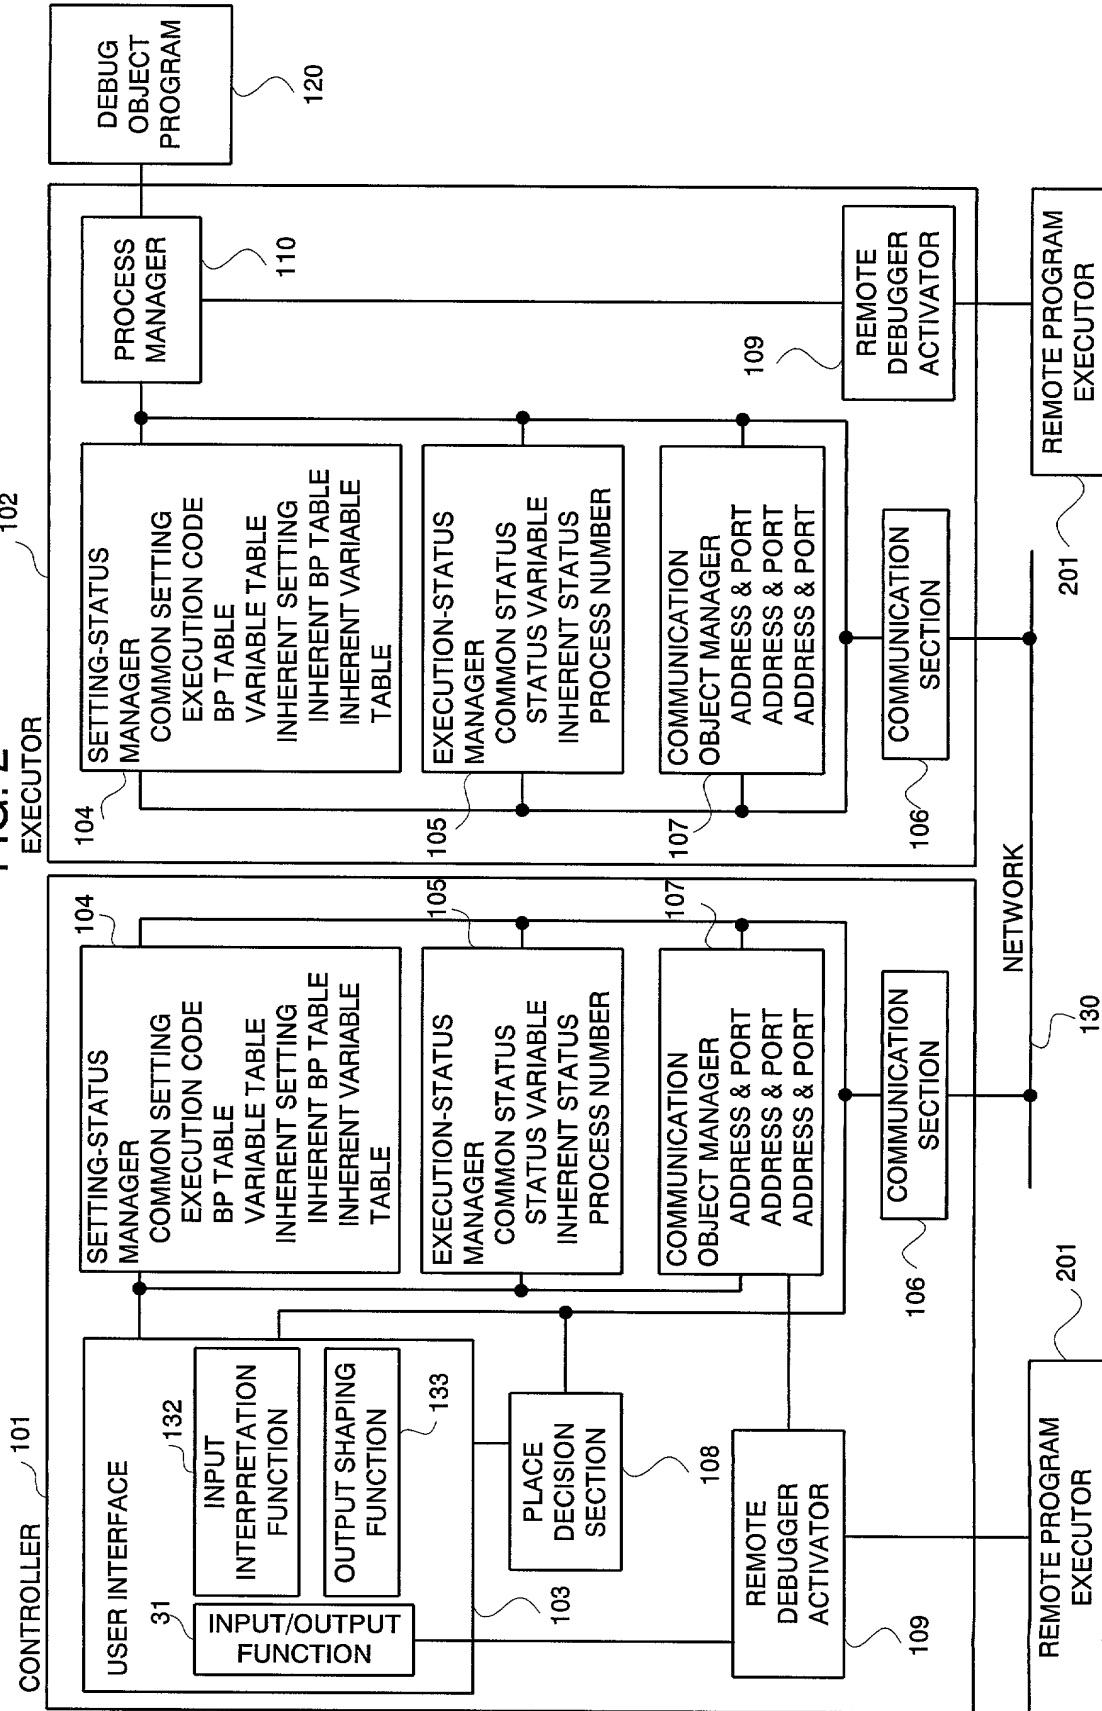 FIG. 2
CONTROLLER
101
USER INTERFACE
132
INPUT
INTERPRETATION
FUNCTION
OUTPUT SHAPING
FUNCTION
133
31
INPUT/OUTPUT
FUNCTION
103
PLACE
DECISION
SECTION
108
REMOTE
DEBUGGER
ACTIVATOR
109
SETTING-STATUS
MANAGER
COMMON SETTING
EXECUTION CODE
BP TABLE
VARIABLE TABLE
INHERENT SETTING
INHERENT BP TABLE
INHERENT VARIABLE
TABLE
104
EXECUTION-STATUS
MANAGER
COMMON STATUS
STATUS VARIABLE
INHERENT STATUS
PROCESS NUMBER
105
COMMUNICATION
OBJECT MANAGER
ADDRESS & PORT
ADDRESS & PORT
ADDRESS & PORT
107
COMMUNICATION
SECTION
106
REMOTE PROGRAM
EXECUTOR
201
NETWORK
130
EXECUTOR
102
SETTING-STATUS
MANAGER
COMMON SETTING
EXECUTION CODE
BP TABLE
VARIABLE TABLE
INHERENT SETTING
INHERENT BP TABLE
INHERENT VARIABLE
TABLE
104
EXECUTION-STATUS
MANAGER
COMMON STATUS
STATUS VARIABLE
INHERENT STATUS
PROCESS NUMBER
105
COMMUNICATION
OBJECT MANAGER
ADDRESS & PORT
ADDRESS & PORT
ADDRESS & PORT
107
COMMUNICATION
SECTION
106
PROCESS
MANAGER
110
REMOTE
DEBUGGER
ACTIVATOR
109
DEBUG
OBJECT
PROGRAM
120
REMOTE PROGRAM
EXECUTOR
201